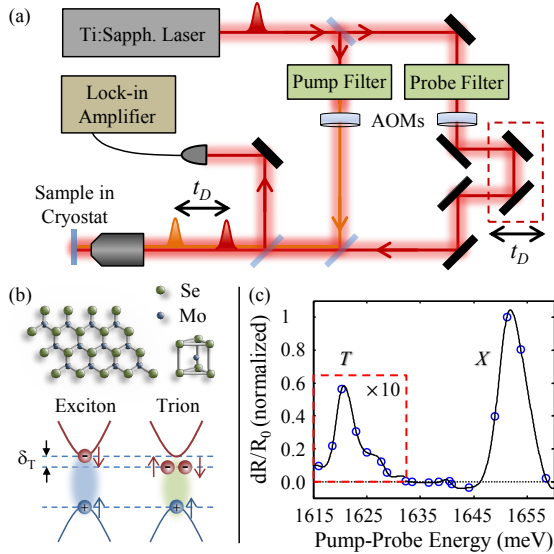 (a)
Ti:Sapph. Laser
Pump Filter
Probe Filter
Lock-in
Amplifier
AOMs
Sample in
Cryostat
t_D
t_D
(b)
Se
Mo
Exciton
Trion
δ_T
+
-
+
-
-
(c)
dR/R_0 (normalized)
1
0.8
0.6
0.4
0.2
0.0
T
X
×10
1615
1625
1635
1645
1655
Pump-Probe Energy (meV)